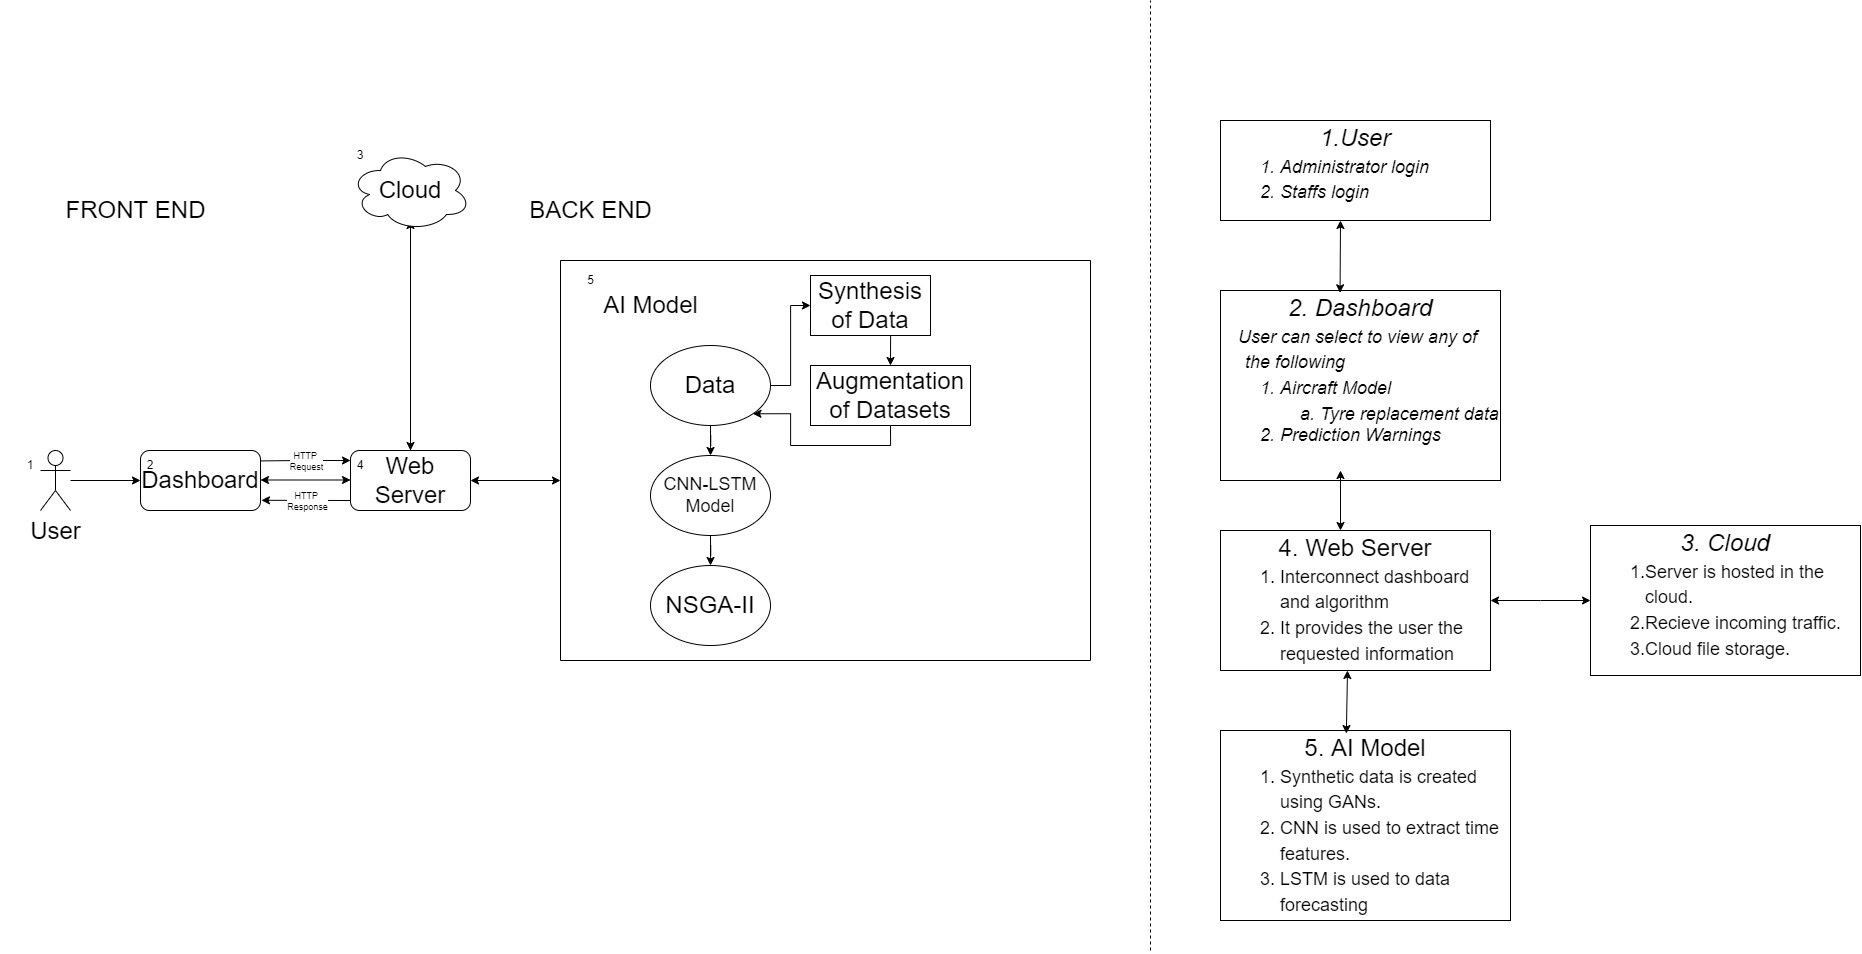 FRONT END
3
Cloud
BACK END
1
User
2
Dashboard
HTTP
Request
HTTP
Response
4
Web
Server
5
AI Model
Synthesis
of Data
Data
Augmentation
of Datasets
CNN-LSTM
Model
NSGA-II
1.User
1. Administrator login
2. Staffs login
2. Dashboard
User can select to view any of
the following
1. Aircraft Model
a. Tyre replacement data
2. Prediction Warnings
4. Web Server
1. Interconnect dashboard
and algorithm
2. It provides the user the
requested information
3. Cloud
1.Server is hosted in the
cloud.
2.Recieve incoming traffic.
3.Cloud file storage.
5. AI Model
1. Synthetic data is created
using GANs.
2. CNN is used to extract time
features.
3. LSTM is used to data
forecasting